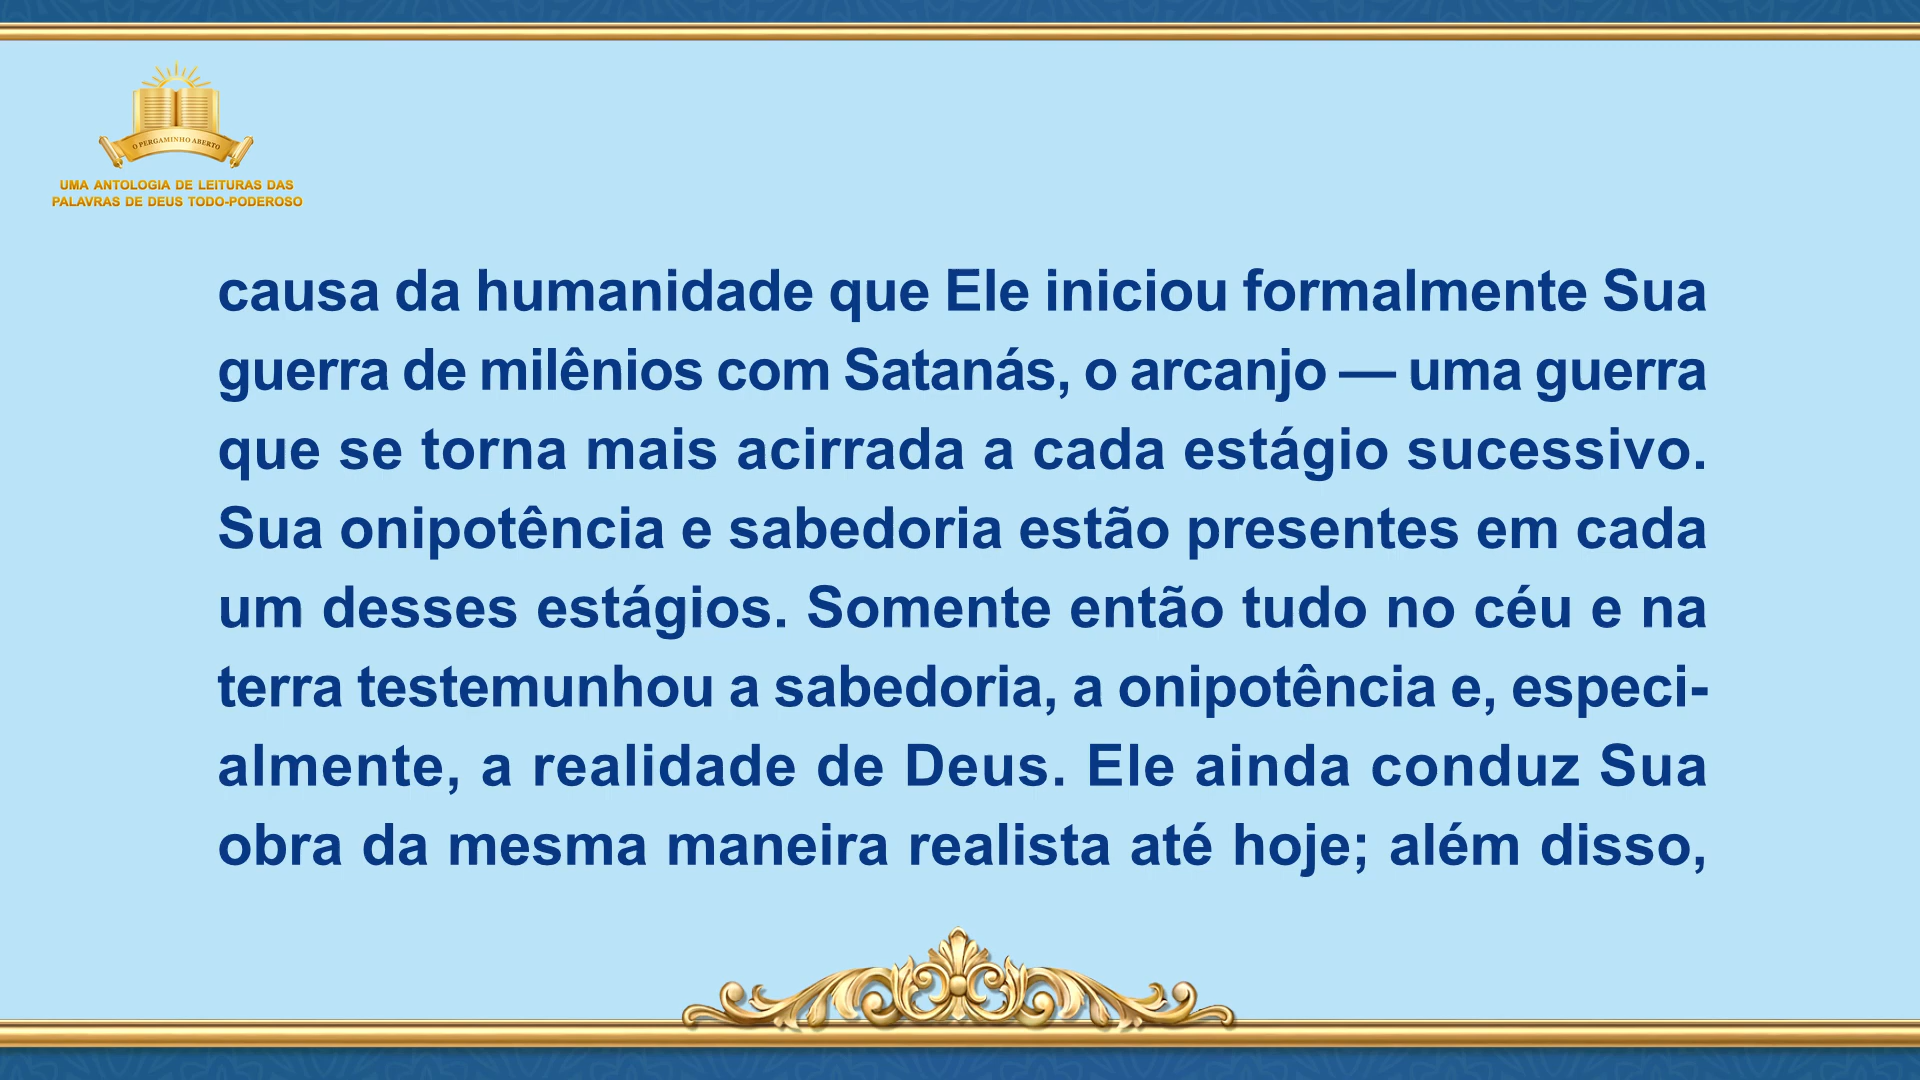 O PERGAMINHO ABERTO
UMA ANTOLOGIA DE LEITURAS DAS
PALAVRAS DE DEUS TODO-PODEROSO
causa da humanidade que Ele iniciou formalmente Sua
guerra de milênios com Satanás, o arcanjo — uma guerra
que se torna mais acirrada a cada estágio sucessivo.
Sua onipotência e sabedoria estão presentes em cada
um desses estágios. Somente então tudo no céu e na
terra testemunhou a sabedoria, a onipotência e, especi-
almente, a realidade de Deus. Ele ainda conduz Sua
obra da mesma maneira realista até hoje; além disso,